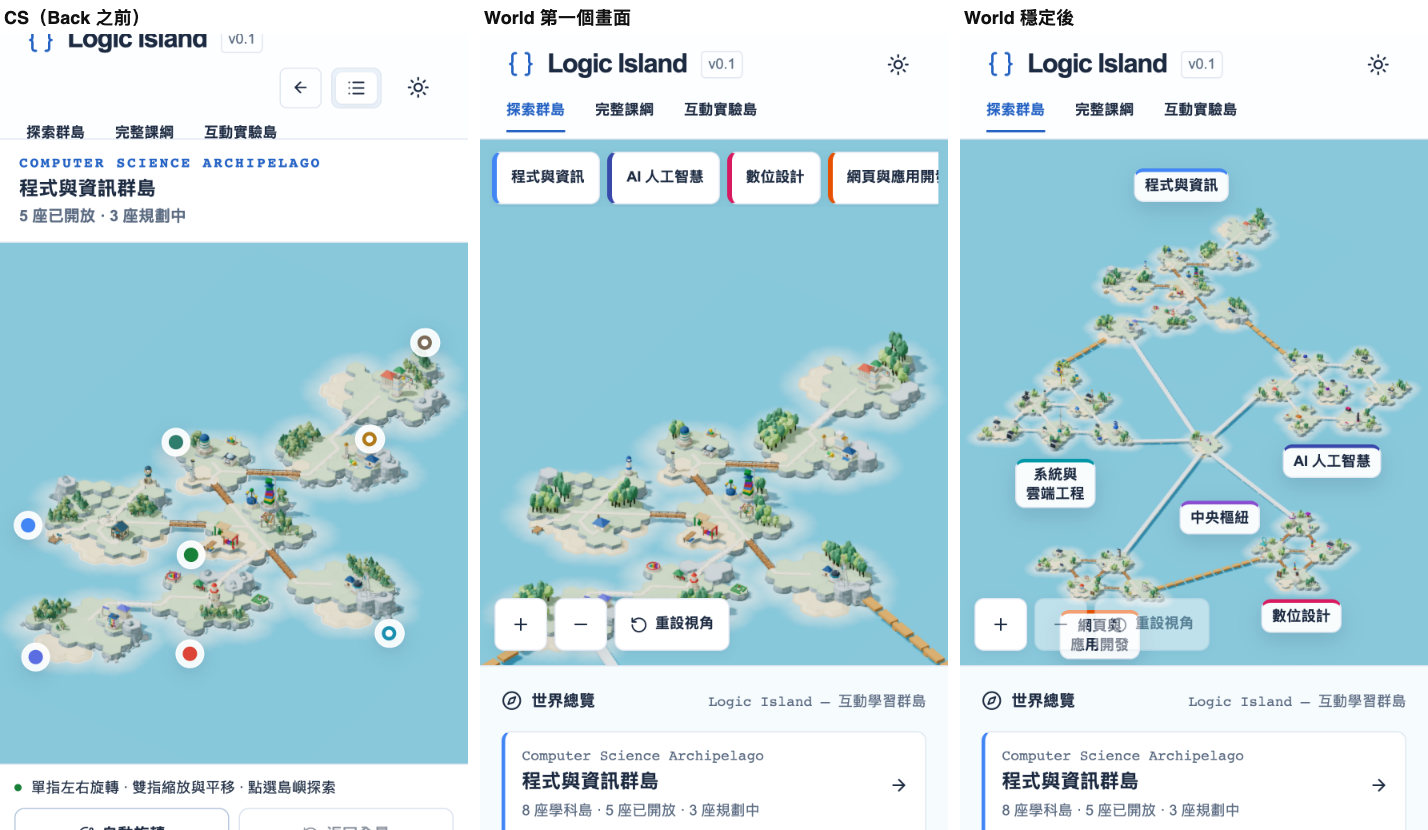 CS（Back 之前）
Logic Island v0.1
探索群島 完整課綱 互動實驗島
COMPUTER SCIENCE ARCHIPELAGO
程式與資訊群島
5 座已開放 · 3 座規劃中
單指左右旋轉 · 雙指縮放與平移 · 點選島嶼探索
自動旋轉
World 第一個畫面
{ } Logic Island v0.1
探索群島 完整課綱 互動實驗島
程式與資訊
AI 人工智慧
數位設計
網頁與應用開
+
−
重設視角
世界總覽
Logic Island — 互動學習群島
Computer Science Archipelago
程式與資訊群島
8 座學科島 · 5 座已開放 · 3 座規劃中
World 穩定後
{ } Logic Island v0.1
探索群島 完整課綱 互動實驗島
程式與資訊
AI 人工智慧
系統與
雲端工程
中央樞紐
數位設計
網頁與
應用開發
+
−
重設視角
世界總覽
Logic Island — 互動學習群島
Computer Science Archipelago
程式與資訊群島
8 座學科島 · 5 座已開放 · 3 座規劃中